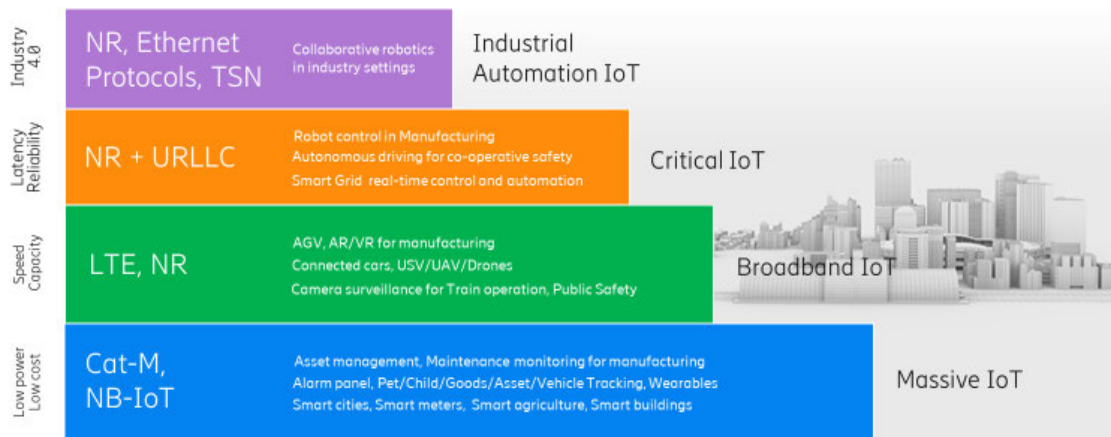 Industry
4.0
NR, Ethernet
Protocols, TSN
Collaborative robotics
in industry settings
Industrial
Automation IoT
Latency
Reliability
NR + URLLC
Robot control in Manufacturing
Autonomous driving for co-operative safety
Smart Grid real-time control and automation
Critical IoT
Speed
Capacity
LTE, NR
AGV, AR/VR for manufacturing
Connected cars, USV/UAV/Drones
Camera surveillance for Train operation, Public Safety
Broadband IoT
Low power
Low cost
Cat-M,
NB-IoT
Asset management, Maintenance monitoring for manufacturing
Alarm panel, Pet/Child/Goods/Asset/Vehicle Tracking, Wearables
Smart cities, Smart meters, Smart agriculture, Smart buildings
Massive IoT